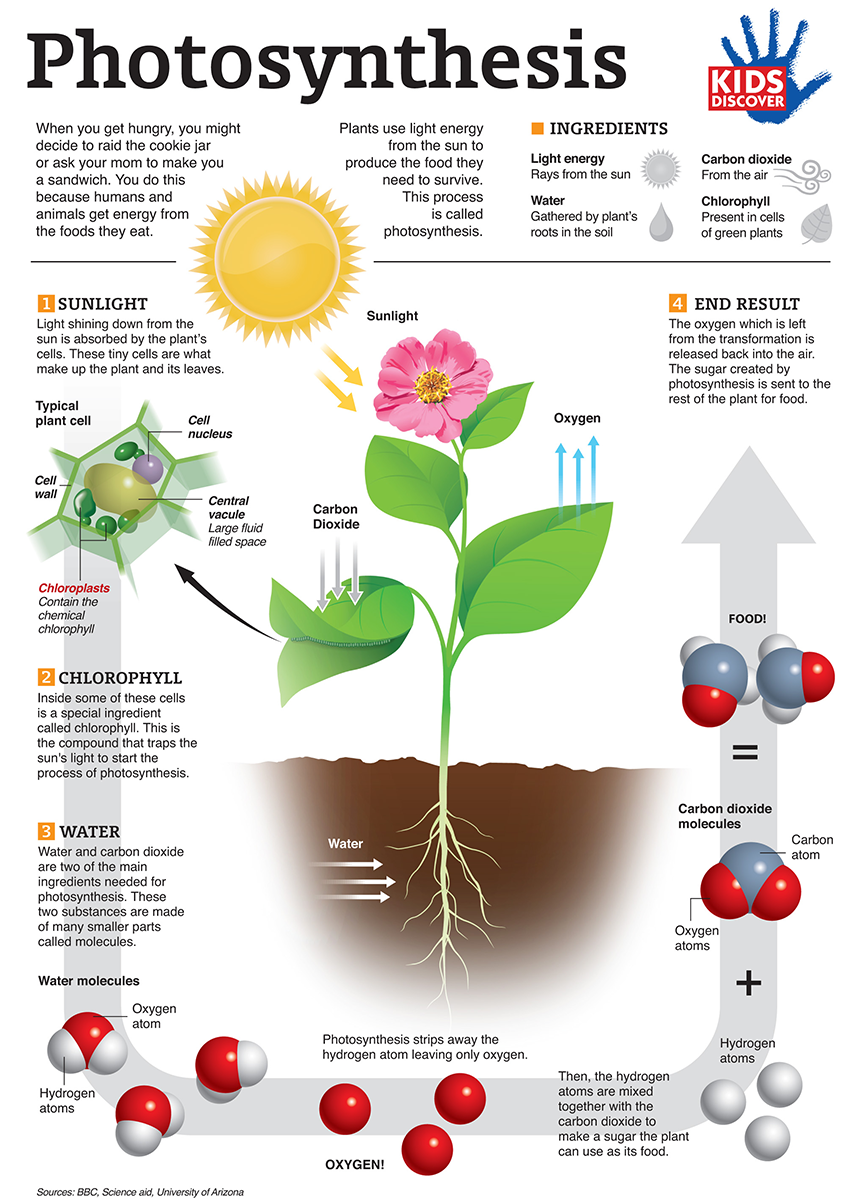 Photosynthesis
KIDS
DISCOVER
When you get hungry, you might
decide to raid the cookie jar
or ask your mom to make you
a sandwich. You do this
because humans and
animals get energy from
the foods they eat.
Plants use light energy
from the sun to
produce the food they
need to survive.
This process
is called
photosynthesis.
INGREDIENTS
Light energy
Rays from the sun
Carbon dioxide
From the air
Water
Gathered by plant's
roots in the soil
Chlorophyll
Present in cells
of green plants
1 SUNLIGHT
Light shining down from the
sun is absorbed by the plant's
cells. These tiny cells are what
make up the plant and its leaves.
Typical
plant cell
Cell
nucleus
Cell
wall
Central
vacule
Large fluid
filled space
Chloroplasts
Contain the
chemical
chlorophyll
Sunlight
Carbon
Dioxide
Oxygen
2 CHLOROPHYLL
Inside some of these cells
is a special ingredient
called chlorophyll. This is
the compound that traps the
sun's light to start the
process of photosynthesis.
3 WATER
Water and carbon dioxide
are two of the main
ingredients needed for
photosynthesis. These
two substances are made
of many smaller parts
called molecules.
Water
Water molecules
Oxygen
atom
Hydrogen
atoms
Photosynthesis strips away the
hydrogen atom leaving only oxygen.
OXYGEN!
Then, the hydrogen
atoms are mixed
together with the
carbon dioxide to
make a sugar the plant
can use as its food.
4 END RESULT
The oxygen which is left
from the transformation is
released back into the air.
The sugar created by
photosynthesis is sent to the
rest of the plant for food.
FOOD!
=
Carbon dioxide
molecules
Carbon
atom
Oxygen
atoms
+
Hydrogen
atoms
Sources: BBC, Science aid, University of Arizona